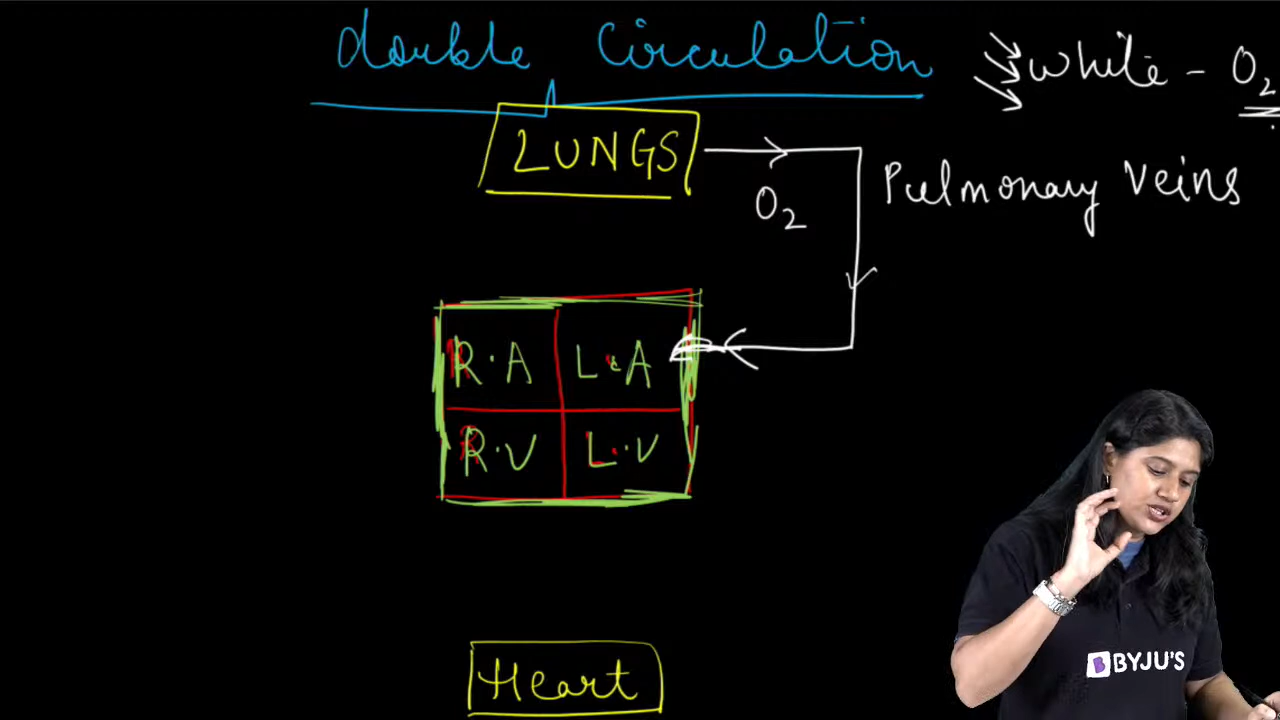 double Circulation
white - O2
LUNGS
O2
Pulmonary Veins
R.A
L.A
R.V
L.V
Heart
BYJU'S